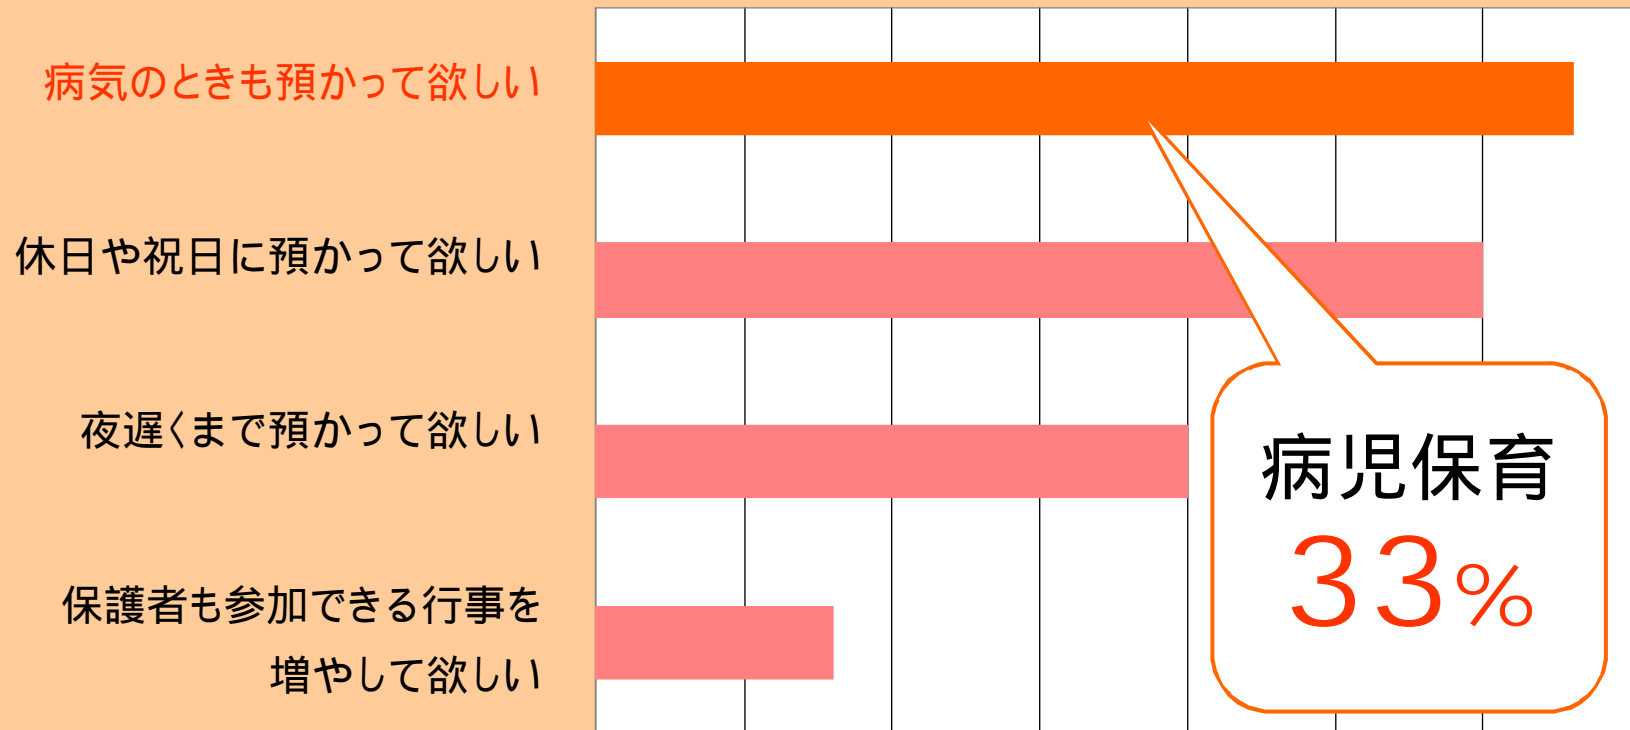 病気のときも預かって欲しい
休日や祝日に預かって欲しい
夜遅くまで預かって欲しい
保護者も参加できる行事を
増やして欲しい
病児保育
33%